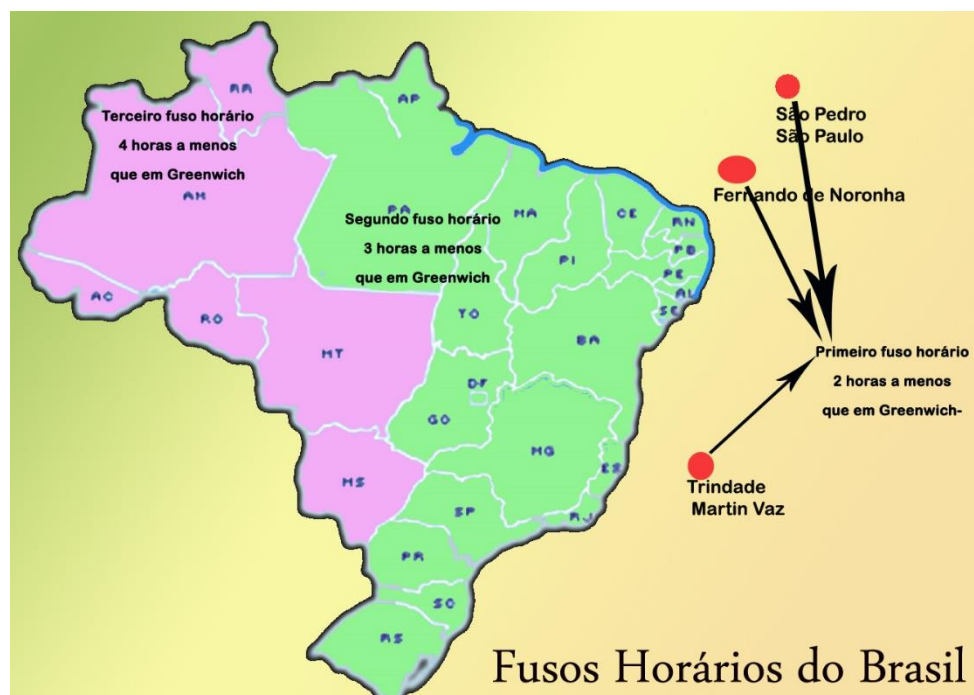 RR
AP
Terceiro fuso horário
4 horas a menos
que em Greenwich
São Pedro
São Paulo
Fernando de Noronha
AM
PA
Segundo fuso horário
3 horas a menos
que em Greenwich
MA
CE
RN
PB
PI
PE
AL
SE
AC
RO
TO
BA
MT
Primeiro fuso horário
2 horas a menos
que em Greenwich-
DF
GO
MG
ES
MS
Trindade
Martin Vaz
SP
RJ
PR
SC
RS
Fusos Horários do Brasil